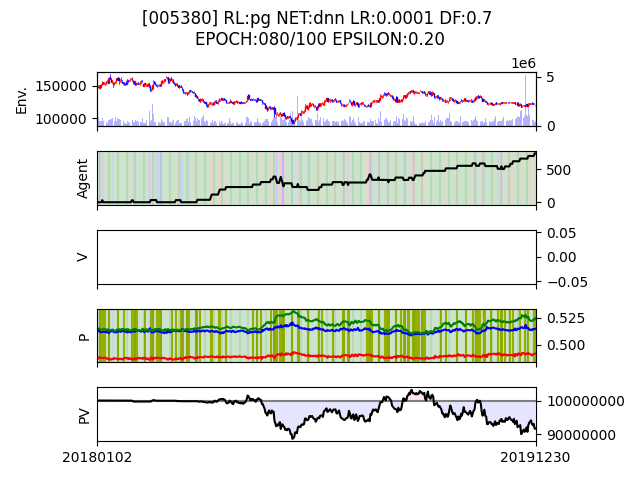 [005380] RL:pg NET:dnn LR:0.0001 DF:0.7
EPOCH:080/100 EPSILON:0.20
1e6
Env.
150000
100000
5
0
Agent
500
0
V
0.05
0.00
−0.05
P
0.525
0.500
PV
100000000
90000000
20180102
20191230